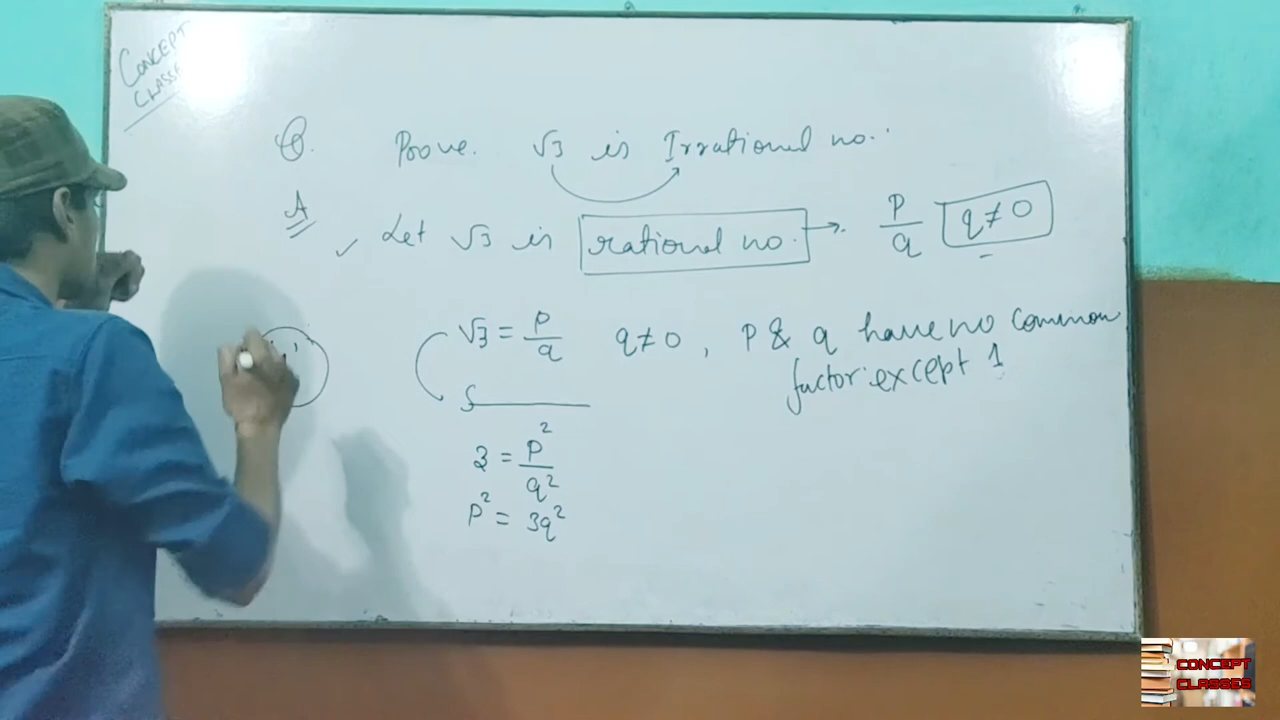 CONCEPT
CLASSE
Q. Prove. √3 is Irrational no.
A
✓ Let √3 is rational no. → p/q q≠0
√3 = p/q q≠0, P & q have no common
factor except 1
S
3 = p²/q²
p² = 3q²
CONCEPT
CLASSES